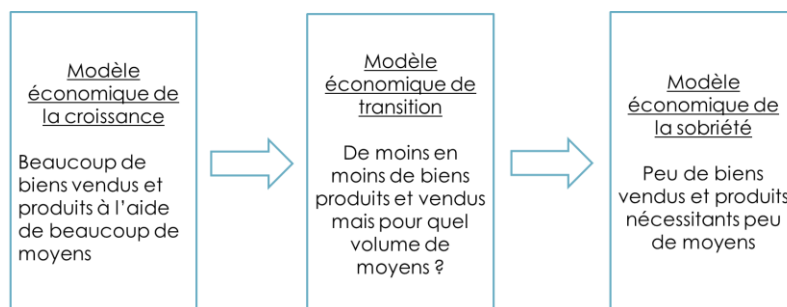 Modèle
économique de
la croissance
Beaucoup de
biens vendus et
produits à l'aide
de beaucoup de
moyens
Modèle
économique de
transition
De moins en
moins de biens
produits et vendus
mais pour quel
volume de
moyens ?
Modèle
économique de
la sobriété
Peu de biens
vendus et produits
nécessitants peu
de moyens